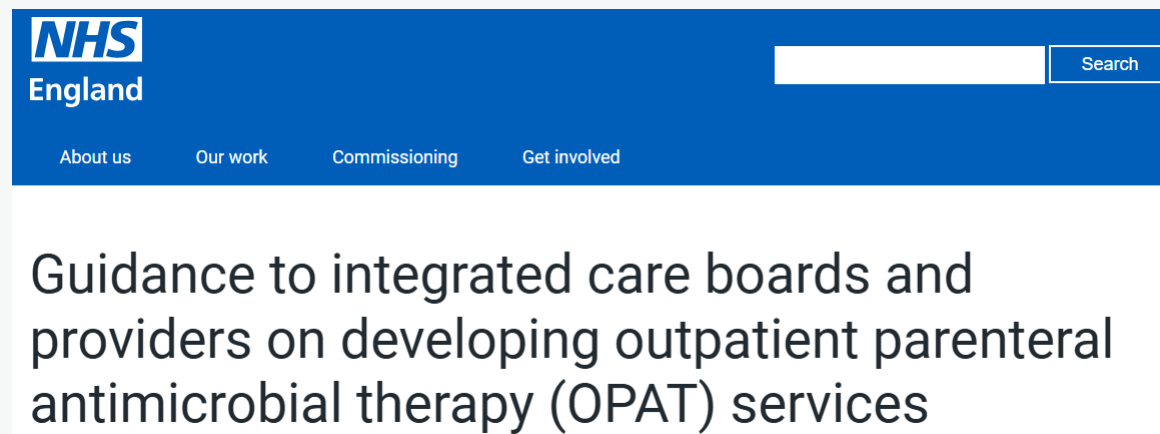 NHS
England
Search
About us
Our work
Commissioning
Get involved
Guidance to integrated care boards and
providers on developing outpatient parenteral
antimicrobial therapy (OPAT) services